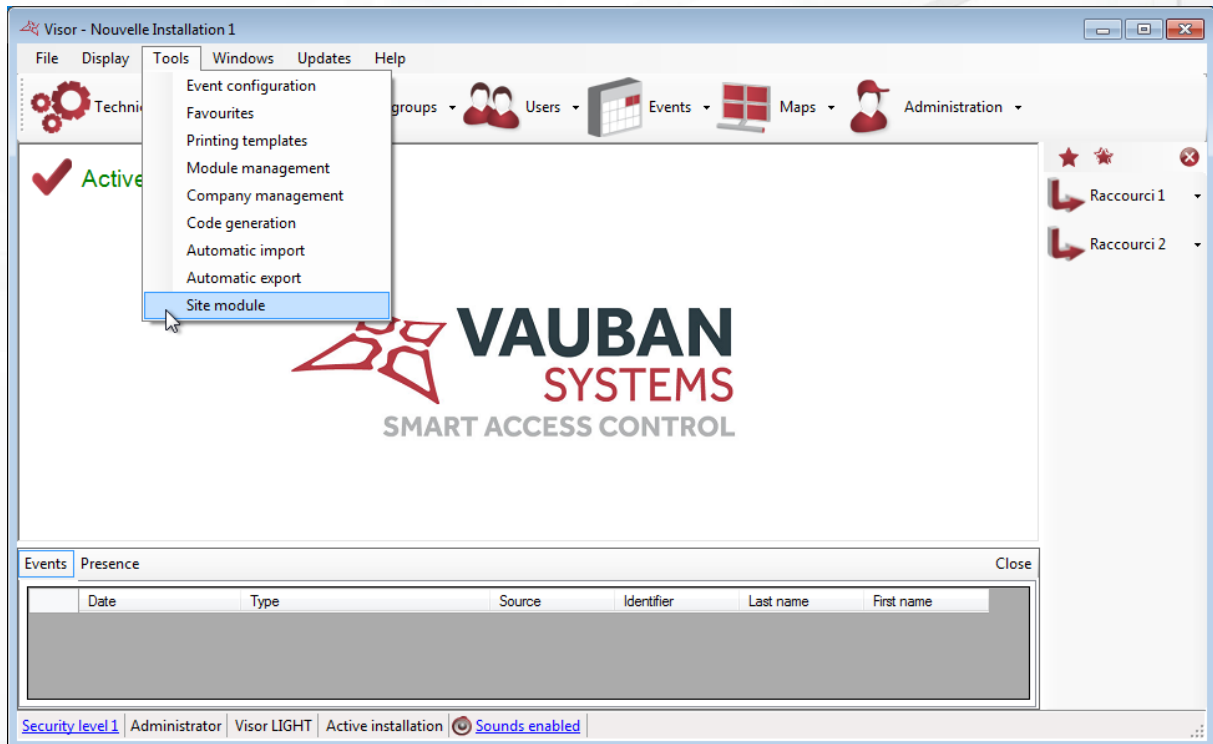 Visor - Nouvelle Installation 1
File Display Tools Windows Updates Help
Event configuration
Favourites
Printing templates
Module management
Company management
Code generation
Automatic import
Automatic export
Site module
groups Users Events Maps Administration
Active
Raccourci 1
Raccourci 2
VAUBAN
SYSTEMS
SMART ACCESS CONTROL
Events Presence Close
Date Type Source Identifier Last name First name
Security level 1 Administrator Visor LIGHT Active installation Sounds enabled